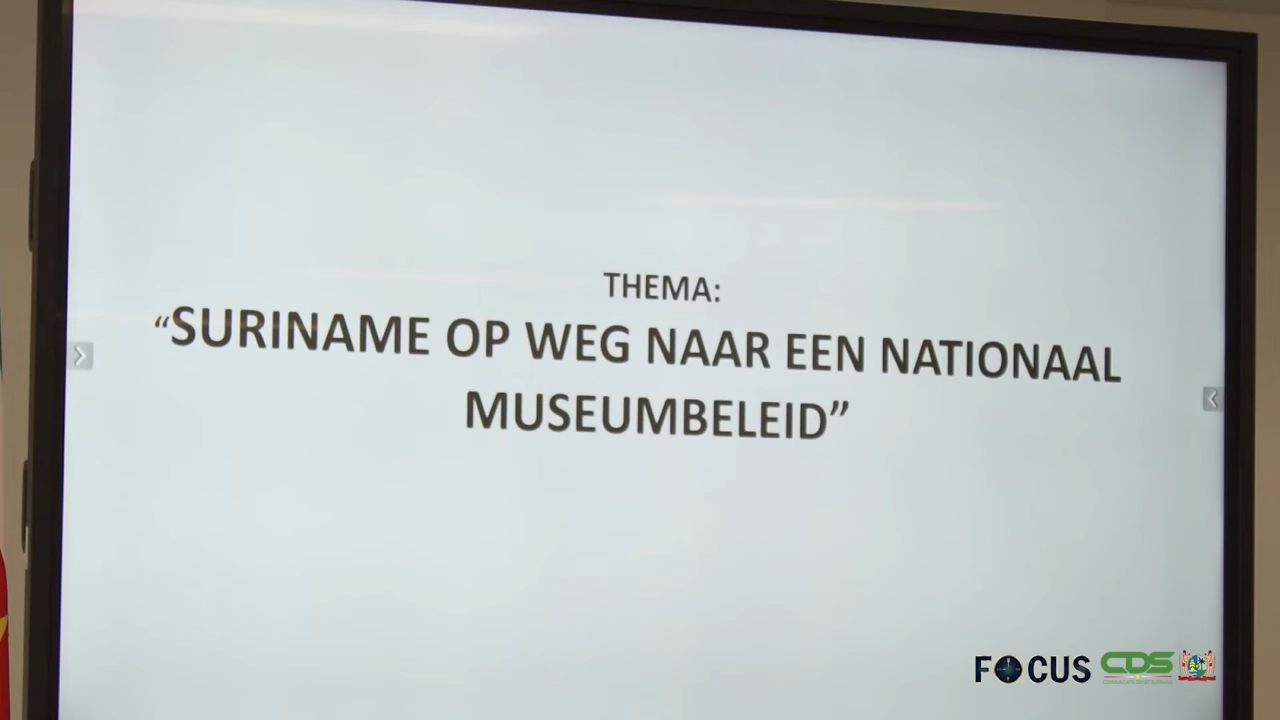 THEMA:
“SURINAME OP WEG NAAR EEN NATIONAAL
MUSEUMBELEID”
FOCUS
CDS